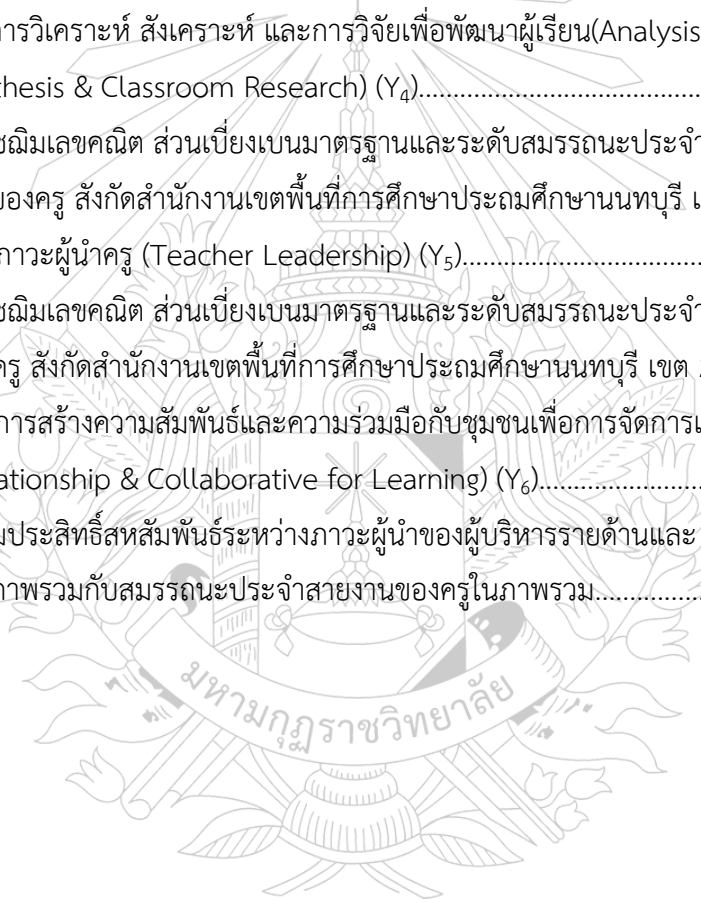 การวิเคราะห์ สังเคราะห์ และการวิจัยเพื่อพัฒนาผู้เรียน(Analysis
thesis & Classroom Research) (Y₄)........................................
ชฌิมเลขคณิต ส่วนเบี่ยงเบนมาตรฐานและระดับสมรรถนะประจำ
ของครู สังกัดสำนักงานเขตพื้นที่การศึกษาประถมศึกษานนทบุรี เ
ภาวะผู้นำครู (Teacher Leadership) (Y₅)...................................
ชฌิมเลขคณิต ส่วนเบี่ยงเบนมาตรฐานและระดับสมรรถนะประจำ
ครู สังกัดสำนักงานเขตพื้นที่การศึกษาประถมศึกษานนทบุรี เขต
การสร้างความสัมพันธ์และความร่วมมือกับชุมชนเพื่อการจัดการเ
ationship & Collaborative for Learning) (Y₆).........................
มประสิทธิ์สหสัมพันธ์ระหว่างภาวะผู้นำของผู้บริหารรายด้านและ
ภาพรวมกับสมรรถนะประจำสายงานของครูในภาพรวม.................
มหามกุฏราชวิทยาลัย